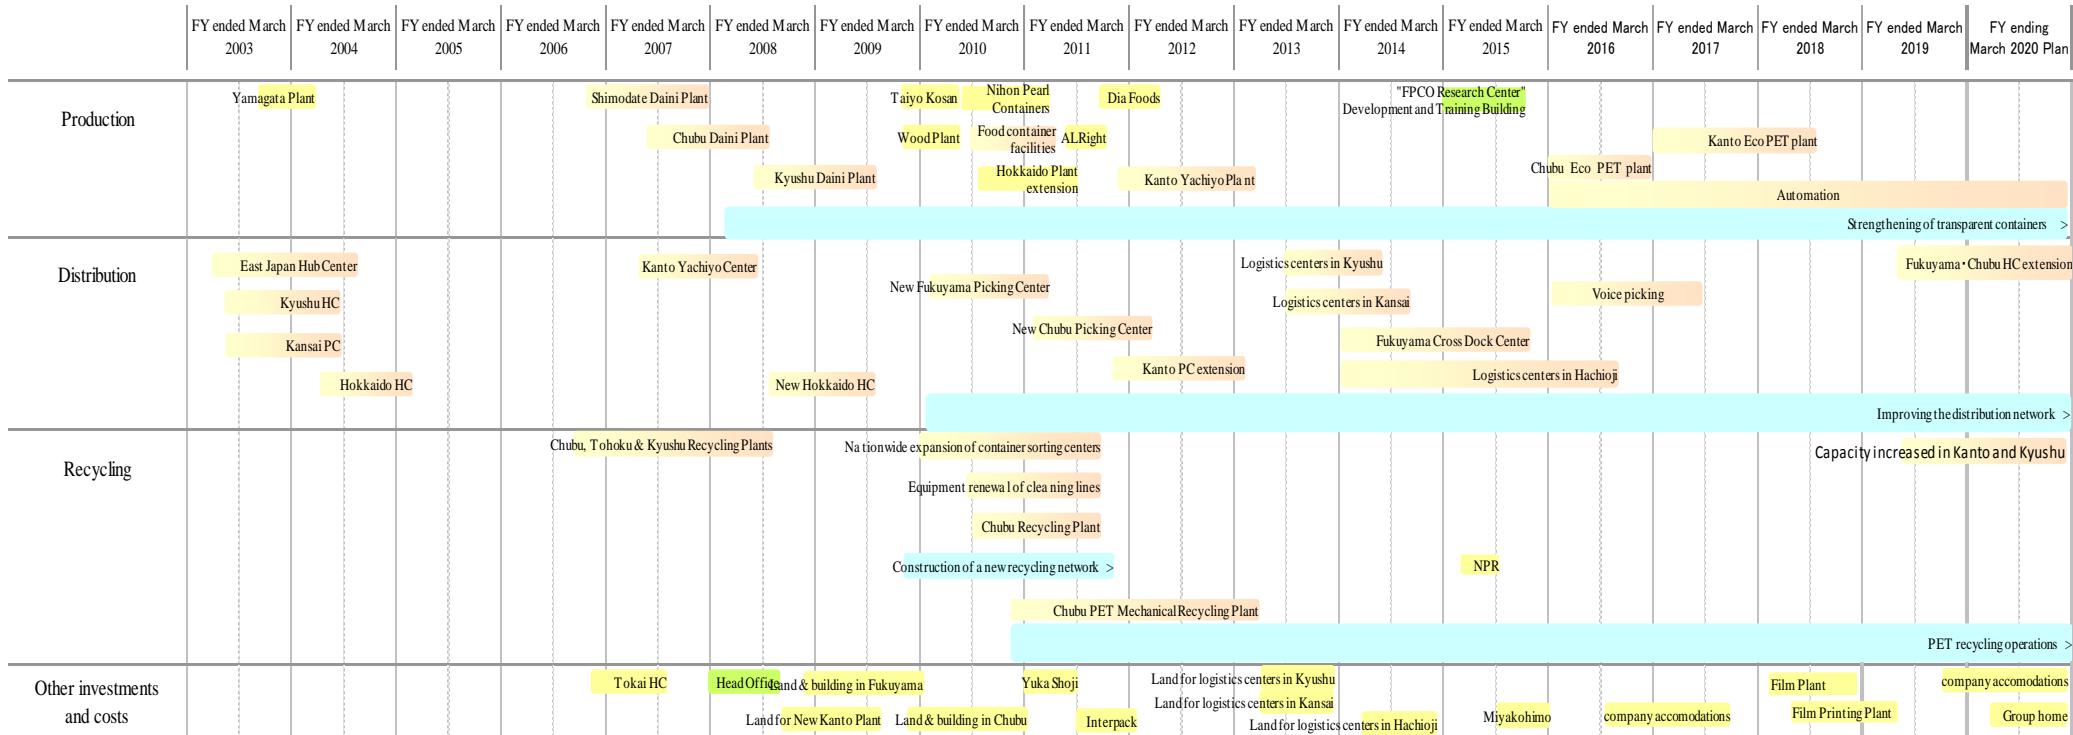 FY ended March
2003
FY ended March
2004
FY ended March
2005
FY ended March
2006
FY ended March
2007
FY ended March
2008
FY ended March
2009
FY ended March
2010
FY ended March
2011
FY ended March
2012
FY ended March
2013
FY ended March
2014
FY ended March
2015
FY ended March
2016
FY ended March
2017
FY ended March
2018
FY ended March
2019
FY ending
March 2020 Plan
Production
Yamagata Plant
Shimodate Daini Plant
Taiyo Kosan
Nihon Pearl
Containers
Dia Foods
"FPCO Research Center"
Development and Training Building
Chubu Daini Plant
Wood Plant
Food container
facilities
ALRight
Kanto Eco PET plant
Kyushu Daini Plant
Hokkaido Plant
extension
Kanto Yachiyo Plant
Chubu Eco PET plant
Automation
Strengthening of transparent containers >
Distribution
East Japan Hub Center
Kanto Yachiyo Center
Logistics centers in Kyushu
Fukuyama・Chubu HC extension
Kyushu HC
New Fukuyama Picking Center
Logistics centers in Kansai
Voice picking
Kansai PC
New Chubu Picking Center
Fukuyama Cross Dock Center
Hokkaido HC
New Hokkaido HC
Kanto PC extension
Logistics centers in Hachioji
Improving the distribution network >
Recycling
Chubu, Tohoku & Kyushu Recycling Plants
Nationwide expansion of container sorting centers
Capacity increased in Kanto and Kyushu
Equipment renewal of cleaning lines
Chubu Recycling Plant
Construction of a new recycling network >
NPR
Chubu PET Mechanical Recycling Plant
PET recycling operations >
Other investments
and costs
Tokai HC
Head Office
Land & building in Fukuyama
Yuka Shoji
Land for logistics centers in Kyushu
Film Plant
company accomodations
Land for logistics centers in Kansai
Land for New Kanto Plant
Land & building in Chubu
Interpack
Land for logistics centers in Hachioji
Miyakohimo
company accomodations
Film Printing Plant
Group home